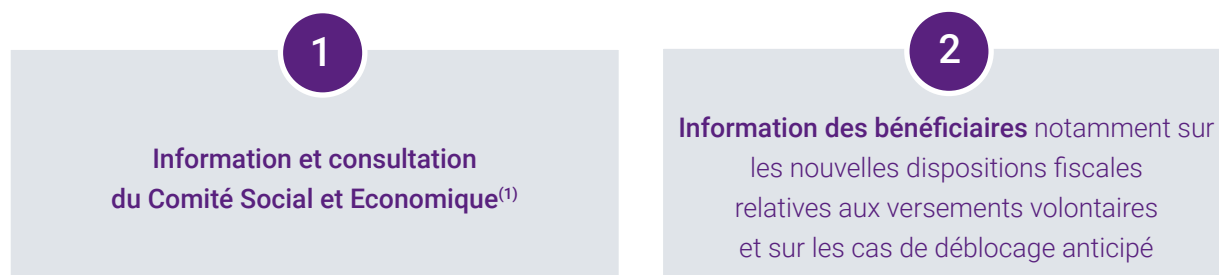 1
Information et consultation
du Comité Social et Economique(1)
2
Information des bénéficiaires notamment sur
les nouvelles dispositions fiscales
relatives aux versements volontaires
et sur les cas de déblocage anticipé